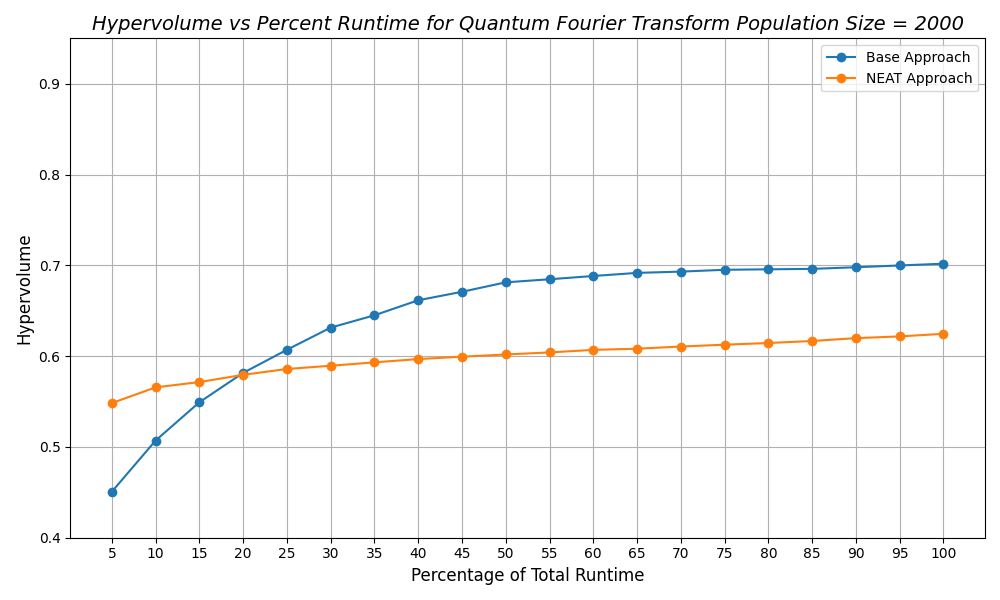 Hypervolume vs Percent Runtime for Quantum Fourier Transform Population Size = 2000
Base Approach
NEAT Approach
Hypervolume
0.9
0.8
0.7
0.6
0.5
0.4
5 10 15 20 25 30 35 40 45 50 55 60 65 70 75 80 85 90 95 100
Percentage of Total Runtime